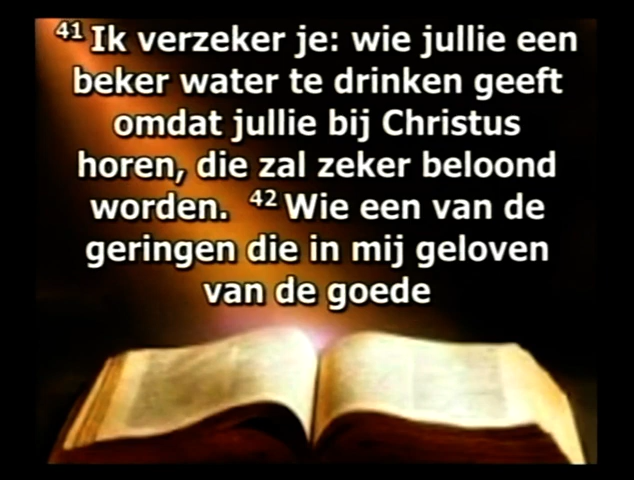 41 Ik verzeker je: wie jullie een
beker water te drinken geeft
omdat jullie bij Christus
horen, die zal zeker beloond
worden. 42 Wie een van de
geringen die in mij geloven
van de goede